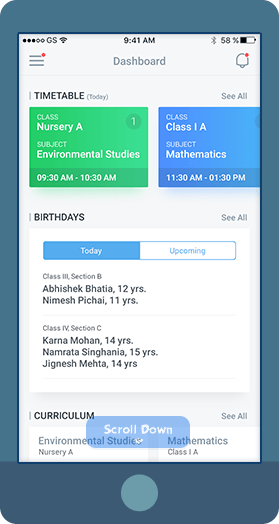 GS 9:41 AM 58 %
Dashboard
TIMETABLE (Today) See All
CLASS
Nursery A 1
SUBJECT
Environmental Studies
09:30 AM - 10:30 AM
CLASS
Class I A
SUBJECT
Mathematics
11:30 AM - 01:30 PM
BIRTHDAYS See All
Today Upcoming
Class III, Section B
Abhishek Bhatia, 12 yrs.
Nimesh Pichai, 11 yrs.
Class IV, Section C
Karna Mohan, 14 yrs.
Namrata Singhania, 15 yrs.
Jignesh Mehta, 14 yrs
CURRICULUM See All
Scroll Down
Environmental Studies
Nursery A
Mathematics
Class I A